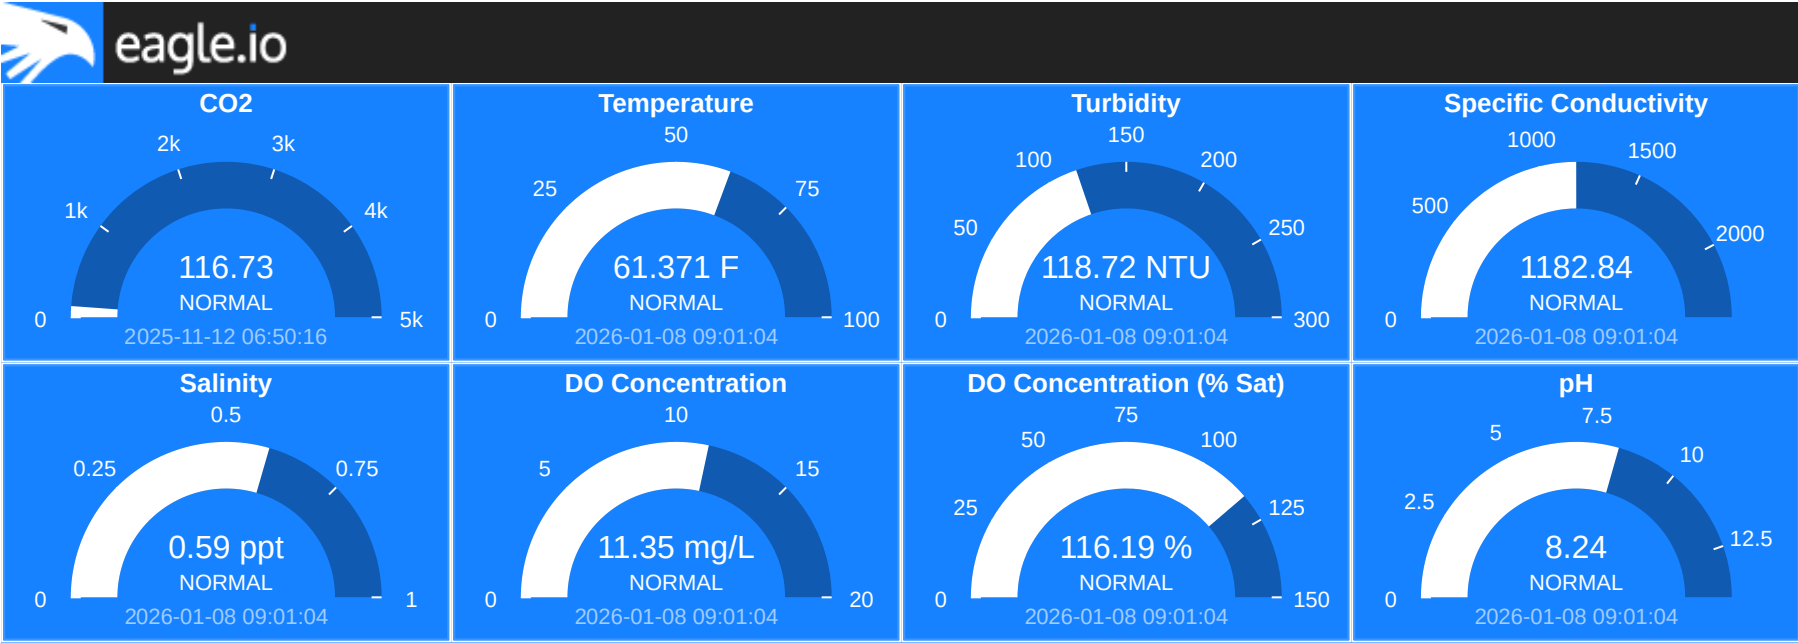 eagle.io
CO2
2k 3k
1k 4k
116.73
NORMAL
0 5k
2025-11-12 06:50:16
Temperature
50
25 75
61.371 F
NORMAL
0 100
2026-01-08 09:01:04
Turbidity
150
100 200
50 250
118.72 NTU
NORMAL
0 300
2026-01-08 09:01:04
Specific Conductivity
1000 1500
500 2000
1182.84
NORMAL
0
2026-01-08 09:01:04
Salinity
0.5
0.25 0.75
0.59 ppt
NORMAL
0 1
2026-01-08 09:01:04
DO Concentration
10
5 15
11.35 mg/L
NORMAL
0 20
2026-01-08 09:01:04
DO Concentration (% Sat)
75
50 100
25 125
116.19 %
NORMAL
0 150
2026-01-08 09:01:04
pH
7.5
5 10
2.5 12.5
8.24
NORMAL
0
2026-01-08 09:01:04